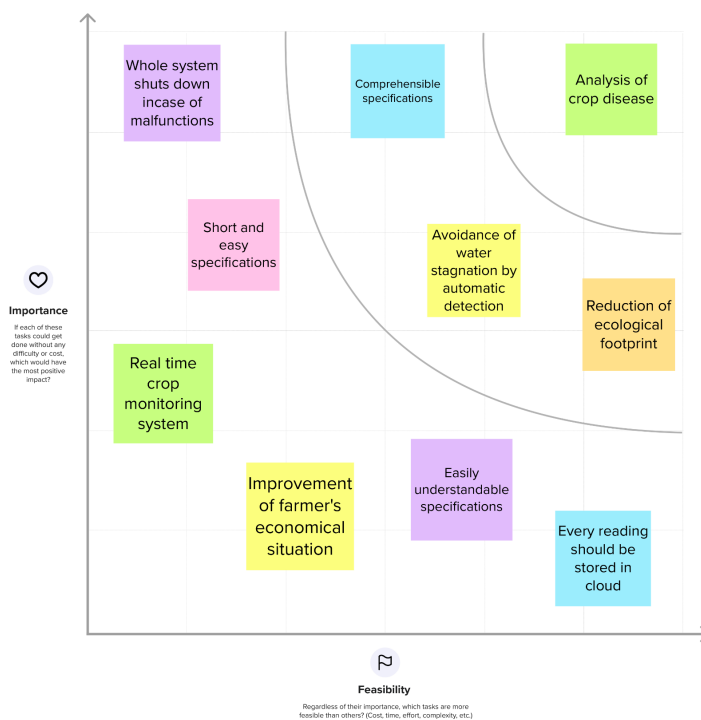 Whole system
shuts down
incase of
malfunctions
Comprehensible
specifications
Analysis of
crop disease
Short and
easy
specifications
Avoidance of
water
stagnation by
automatic
detection
Reduction of
ecological
footprint
Importance
If each of these
tasks could get
done without any
difficulty or cost,
which would have
the most positive
impact?
Real time
crop
monitoring
system
Improvement
of farmer's
economical
situation
Easily
understandable
specifications
Every reading
should be
stored in
cloud
Feasibility
Regardless of their importance, which tasks are more
feasible than others? (Cost, time, effort, complexity, etc.)